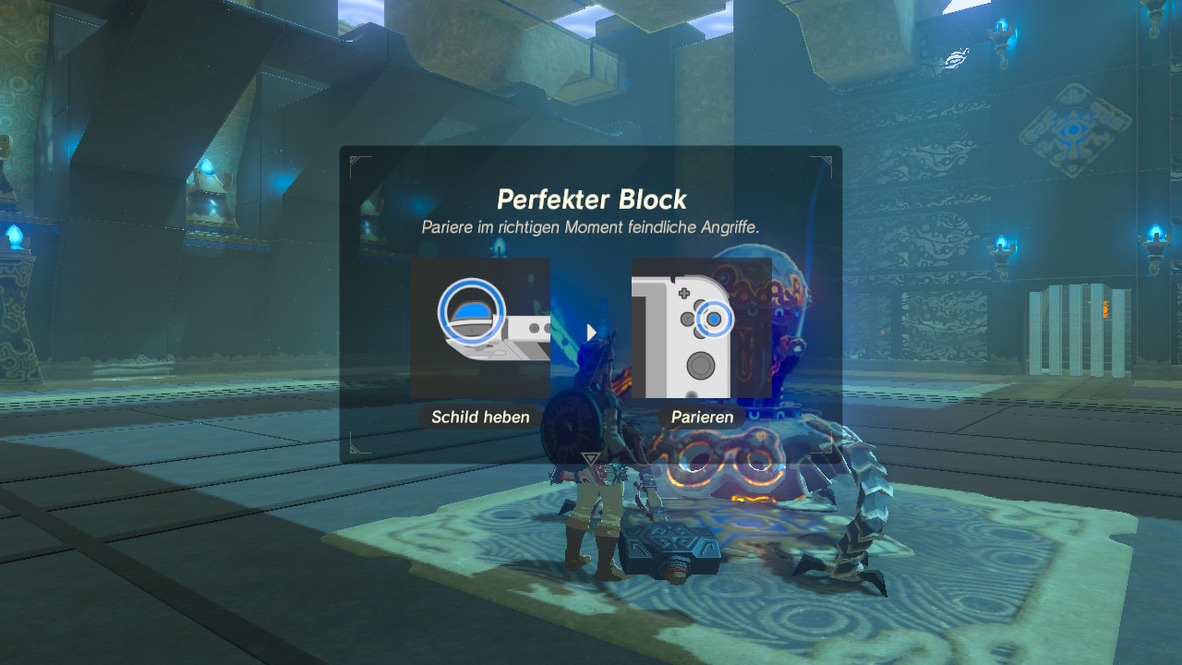 Perfekter Block
Pariere im richtigen Moment feindliche Angriffe.
Schild heben
Parieren